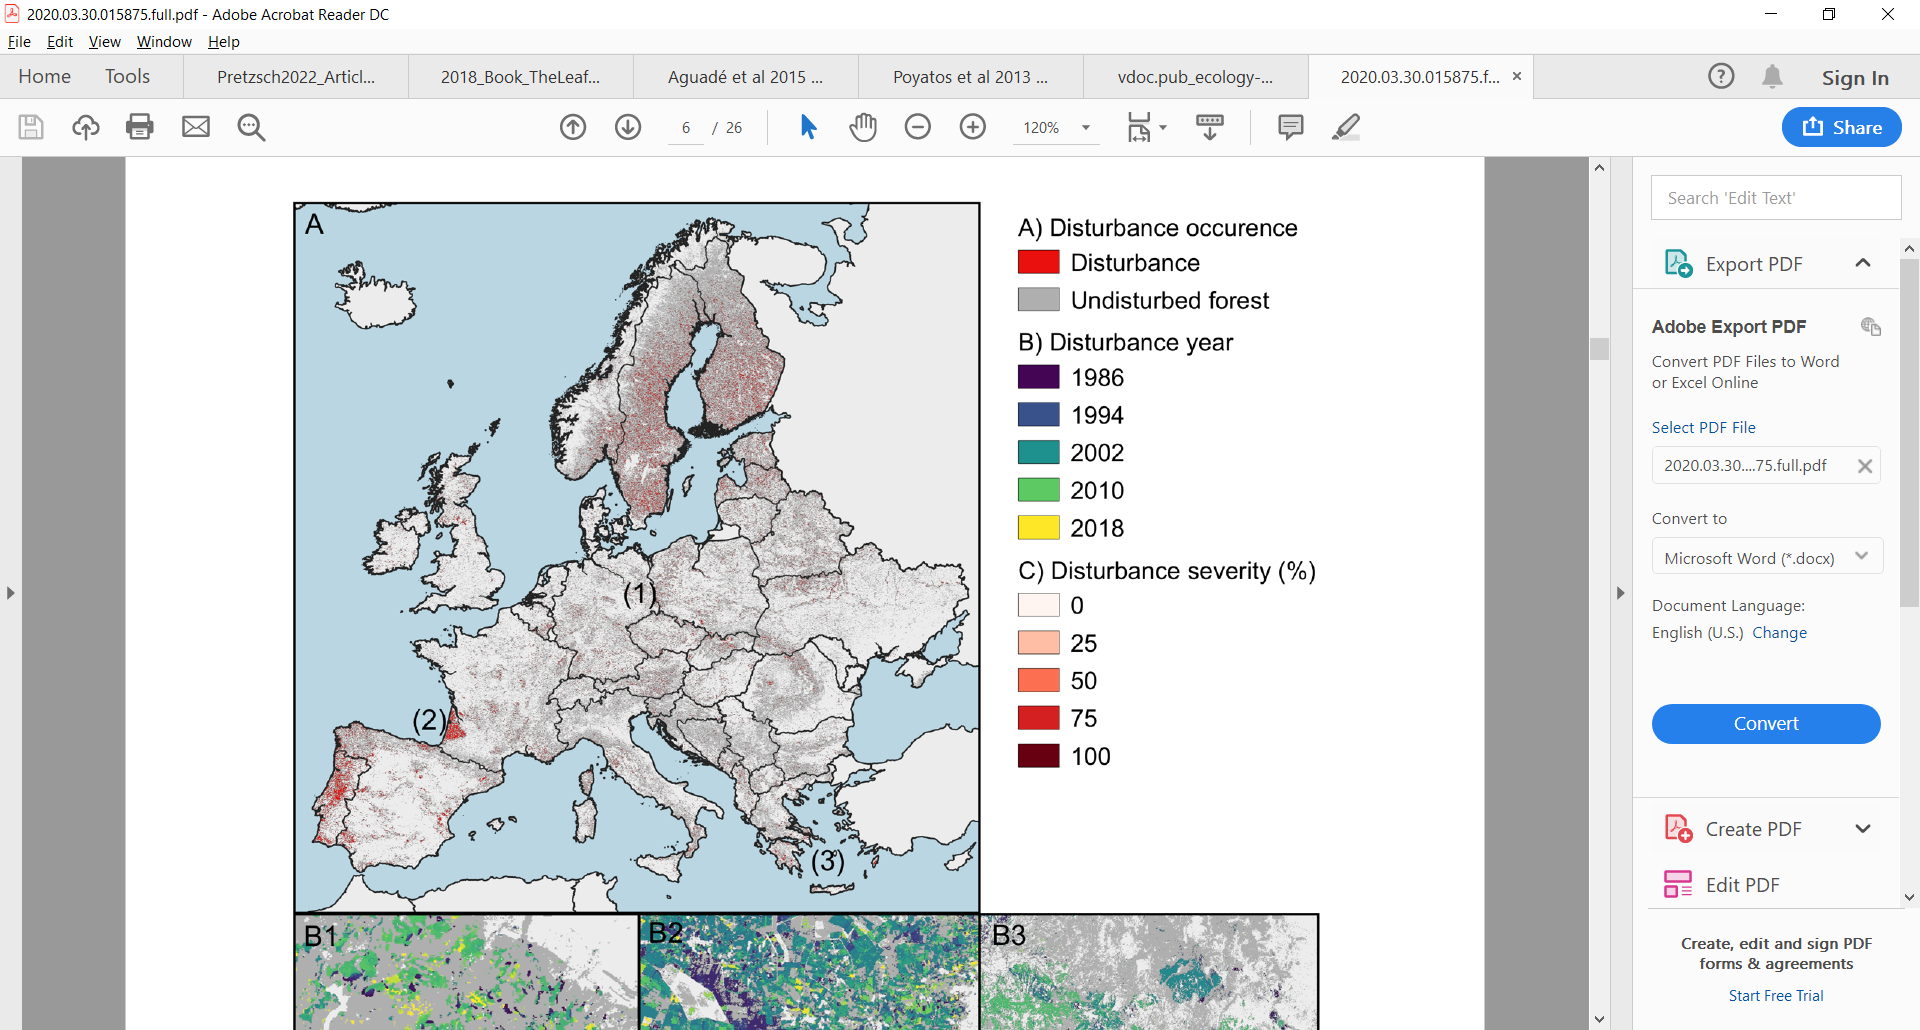 2020.03.30.015875.full.pdf - Adobe Acrobat Reader DC
File Edit View Window Help
Home Tools Pretzsch2022_Articl... 2018_Book_TheLeaf... Aguadé et al 2015 ... Poyatos et al 2013 ... vdoc.pub_ecology-... 2020.03.30.015875.f... Sign In
6 / 26 120% Share
A
(1)
(2)
(3)
A) Disturbance occurence
Disturbance
Undisturbed forest
B) Disturbance year
1986
1994
2002
2010
2018
C) Disturbance severity (%)
0
25
50
75
100
B1 B2 B3
Search 'Edit Text'
Export PDF
Adobe Export PDF
Convert PDF Files to Word
or Excel Online
Select PDF File
2020.03.30....75.full.pdf
Convert to
Microsoft Word (*.docx)
Document Language:
English (U.S.) Change
Convert
Create PDF
Edit PDF
Create, edit and sign PDF
forms & agreements
Start Free Trial